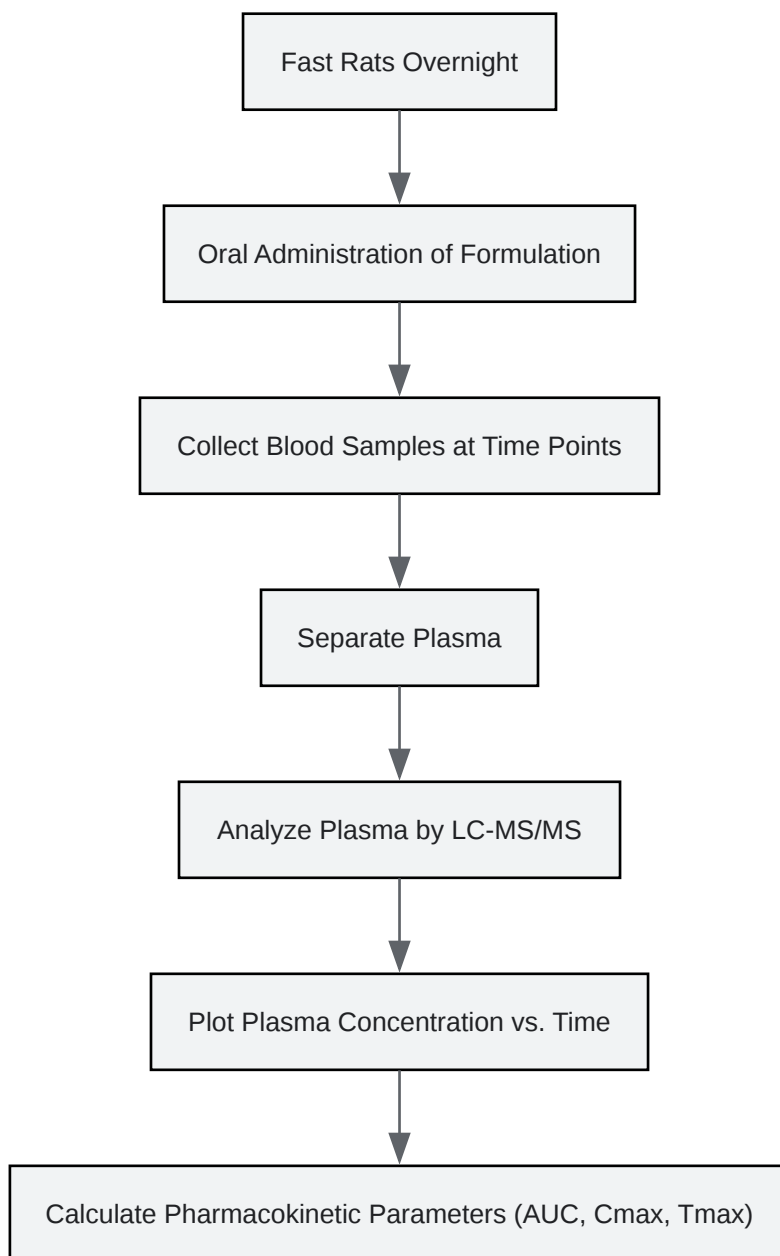 Fast Rats Overnight
Oral Administration of Formulation
Collect Blood Samples at Time Points
Separate Plasma
Analyze Plasma by LC-MS/MS
Plot Plasma Concentration vs. Time
Calculate Pharmacokinetic Parameters (AUC, Cmax, Tmax)